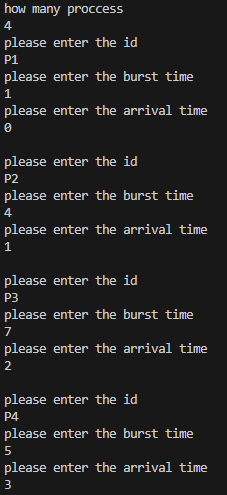 how many proccess
4
please enter the id
P1
please enter the burst time
1
please enter the arrival time
0
please enter the id
P2
please enter the burst time
4
please enter the arrival time
1
please enter the id
P3
please enter the burst time
7
please enter the arrival time
2
please enter the id
P4
please enter the burst time
5
please enter the arrival time
3